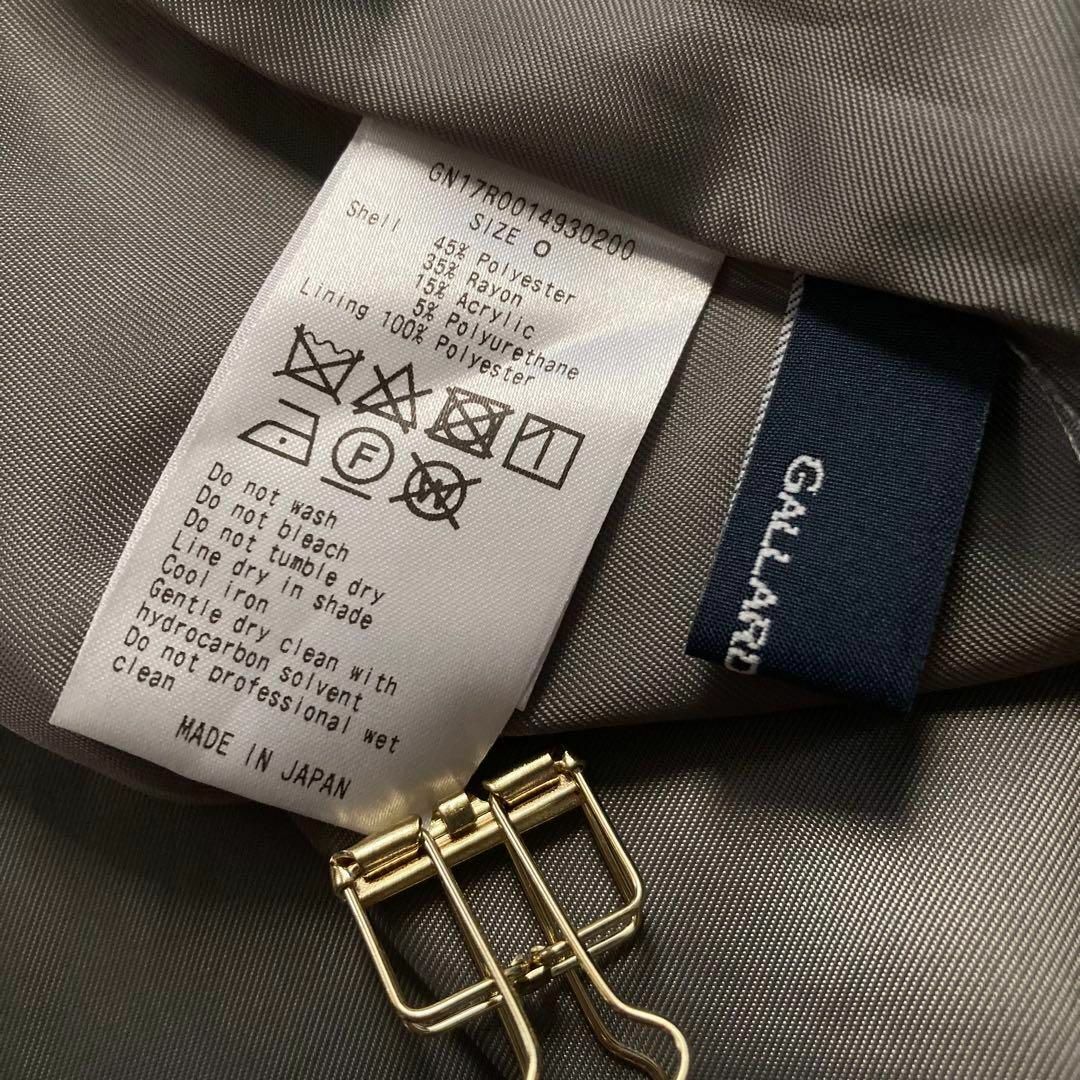 GN17R0014930200
SIZE 0
Shell 45% Polyester
35% Rayon
15% Acrylic
5% Polyurethane
Lining 100% Polyester
F
W
Do not wash
Do not bleach
Do not tumble dry
Line dry in shade
Cool iron
Gentle dry clean with
hydrocarbon solvent
Do not professional wet
clean
MADE IN JAPAN
GALLARD